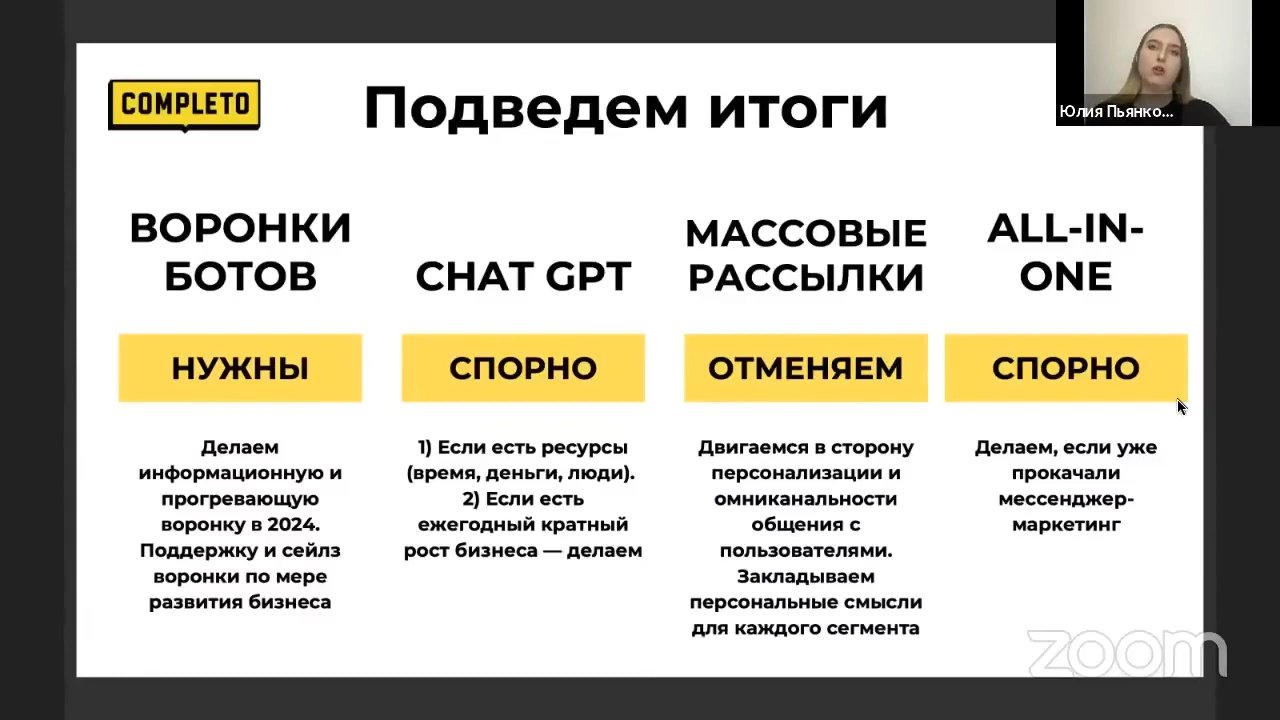 COMPLETO
Подведем итоги
Юлия Пьянко...
ВОРОНКИ
БОТОВ
НУЖНЫ
Делаем
информационную и
прогревающую
воронку в 2024.
Поддержку и сейлз
воронки по мере
развития бизнеса
CHAT GPT
СПОРНО
1) Если есть ресурсы
(время, деньги, люди).
2) Если есть
ежегодный кратный
рост бизнеса — делаем
МАССОВЫЕ
РАССЫЛКИ
ОТМЕНЯЕМ
Двигаемся в сторону
персонализации и
омниканальности
общения с
пользователями.
Закладываем
персональные смыслы
для каждого сегмента
ALL-IN-
ONE
СПОРНО
Делаем, если уже
прокачали
мессенджер-
маркетинг
zoom